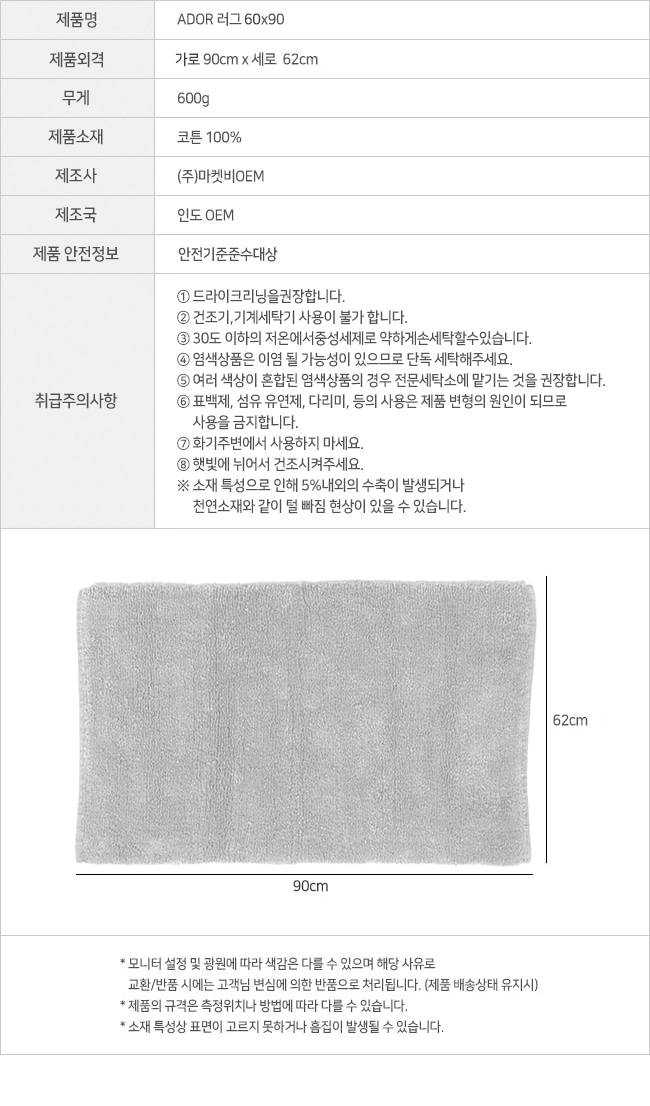 제품명 ADOR 러그 60x90
제품외격 가로 90cm x 세로 62cm
무게 600g
제품소재 코튼 100%
제조사 (주)마켓비OEM
제조국 인도 OEM
제품 안전정보 안전기준준수대상
취급주의사항
① 드라이크리닝을권장합니다.
② 건조기,기계세탁기 사용이 불가 합니다.
③ 30도 이하의 저온에서중성세제로 약하게손세탁할수있습니다.
④ 염색상품은 이염 될 가능성이 있으므로 단독 세탁해주세요.
⑤ 여러 색상이 혼합된 염색상품의 경우 전문세탁소에 맡기는 것을 권장합니다.
⑥ 표백제, 섬유 유연제, 다리미, 등의 사용은 제품 변형의 원인이 되므로
사용을 금지합니다.
⑦ 화기주변에서 사용하지 마세요.
⑧ 햇빛에 뉘어서 건조시켜주세요.
※ 소재 특성으로 인해 5%내외의 수축이 발생되거나
천연소재와 같이 털 빠짐 현상이 있을 수 있습니다.
62cm
90cm
* 모니터 설정 및 광원에 따라 색감은 다를 수 있으며 해당 사유로
교환/반품 시에는 고객님 변심에 의한 반품으로 처리됩니다. (제품 배송상태 유지시)
* 제품의 규격은 측정위치나 방법에 따라 다를 수 있습니다.
* 소재 특성상 표면이 고르지 못하거나 흠집이 발생될 수 있습니다.